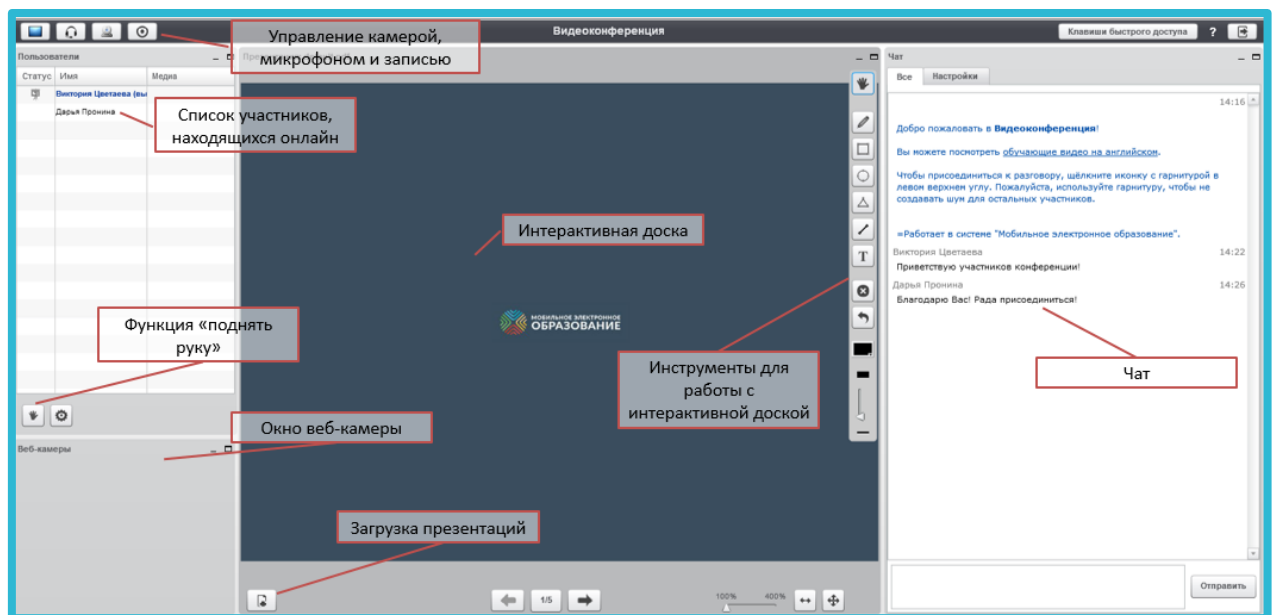 Видеоконференция
Клавиши быстрого доступа
?
Управление камерой,
микрофоном и записью
Пользователи
Статус Имя Медиа
Виктория Цветаева (вы
Дарья Пронина
Список участников,
находящихся онлайн
Функция «поднять
руку»
Окно веб-камеры
Веб-камеры
Интерактивная доска
МОБИЛЬНОЕ ЭЛЕКТРОННОЕ
ОБРАЗОВАНИЕ
T
Инструменты для
работы с
интерактивной доской
Загрузка презентаций
1/5
100% 400%
Чат
Все Настройки
14:16
Добро пожаловать в Видеоконференция!
Вы можете посмотреть обучающие видео на английском.
Чтобы присоединиться к разговору, щёлкните иконку с гарнитурой в
левом верхнем углу. Пожалуйста, используйте гарнитуру, чтобы не
создавать шум для остальных участников.
=Работает в системе "Мобильное электронное образование".
Виктория Цветаева 14:22
Приветствую участников конференции!
Дарья Пронина 14:26
Благодарю Вас! Рада присоединиться!
Чат
Отправить